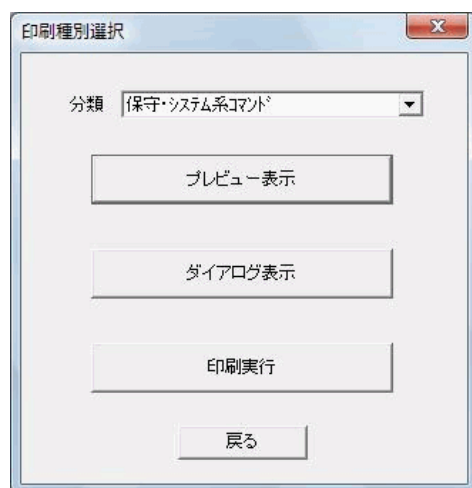 印刷種別選択
分類 保守･ｼｽﾃﾑ系ｺﾏﾝﾄﾞ
プレビュー表示
ダイアログ表示
印刷実行
戻る